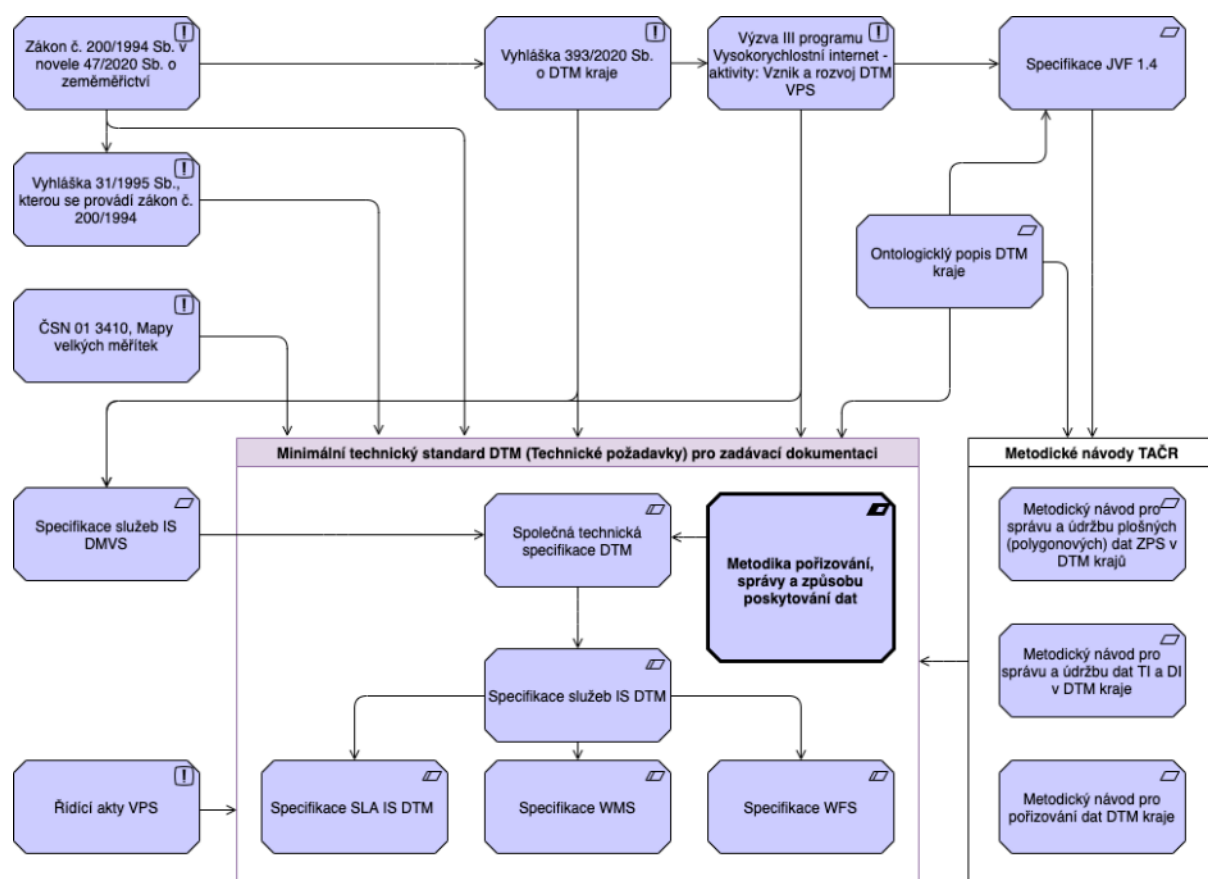 Zákon č. 200/1994 Sb. v
novele 47/2020 Sb. o
zeměměřictví
Vyhláška 393/2020 Sb.
o DTM kraje
Výzva III programu
Vysokorychlostní internet -
aktivity: Vznik a rozvoj DTM
VPS
Specifikace JVF 1.4
Vyhláška 31/1995 Sb.,
kterou se provádí zákon č.
200/1994
Ontologicklý popis DTM
kraje
ČSN 01 3410, Mapy
velkých měřítek
Minimální technický standard DTM (Technické požadavky) pro zadávací dokumentaci
Metodické návody TAČR
Specifikace služeb IS
DMVS
Společná technická
specifikace DTM
Metodika pořizování,
správy a způsobu
poskytování dat
Metodický návod pro
správu a údržbu plošných
(polygonových) dat ZPS v
DTM krajů
Specifikace služeb IS DTM
Metodický návod pro
správu a údržbu dat TI a DI
v DTM kraje
Řídící akty VPS
Specifikace SLA IS DTM
Specifikace WMS
Specifikace WFS
Metodický návod pro
pořizování dat DTM kraje